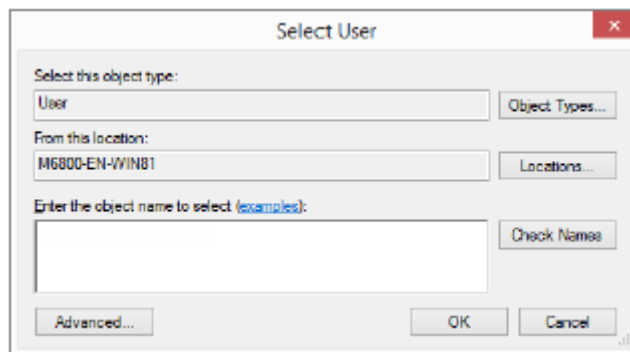 Select User
Select this object type:
User
Object Types...
From this location:
M6800-EN-WIN81
Locations...
Enter the object name to select (examples):
Check Names
Advanced...
OK
Cancel